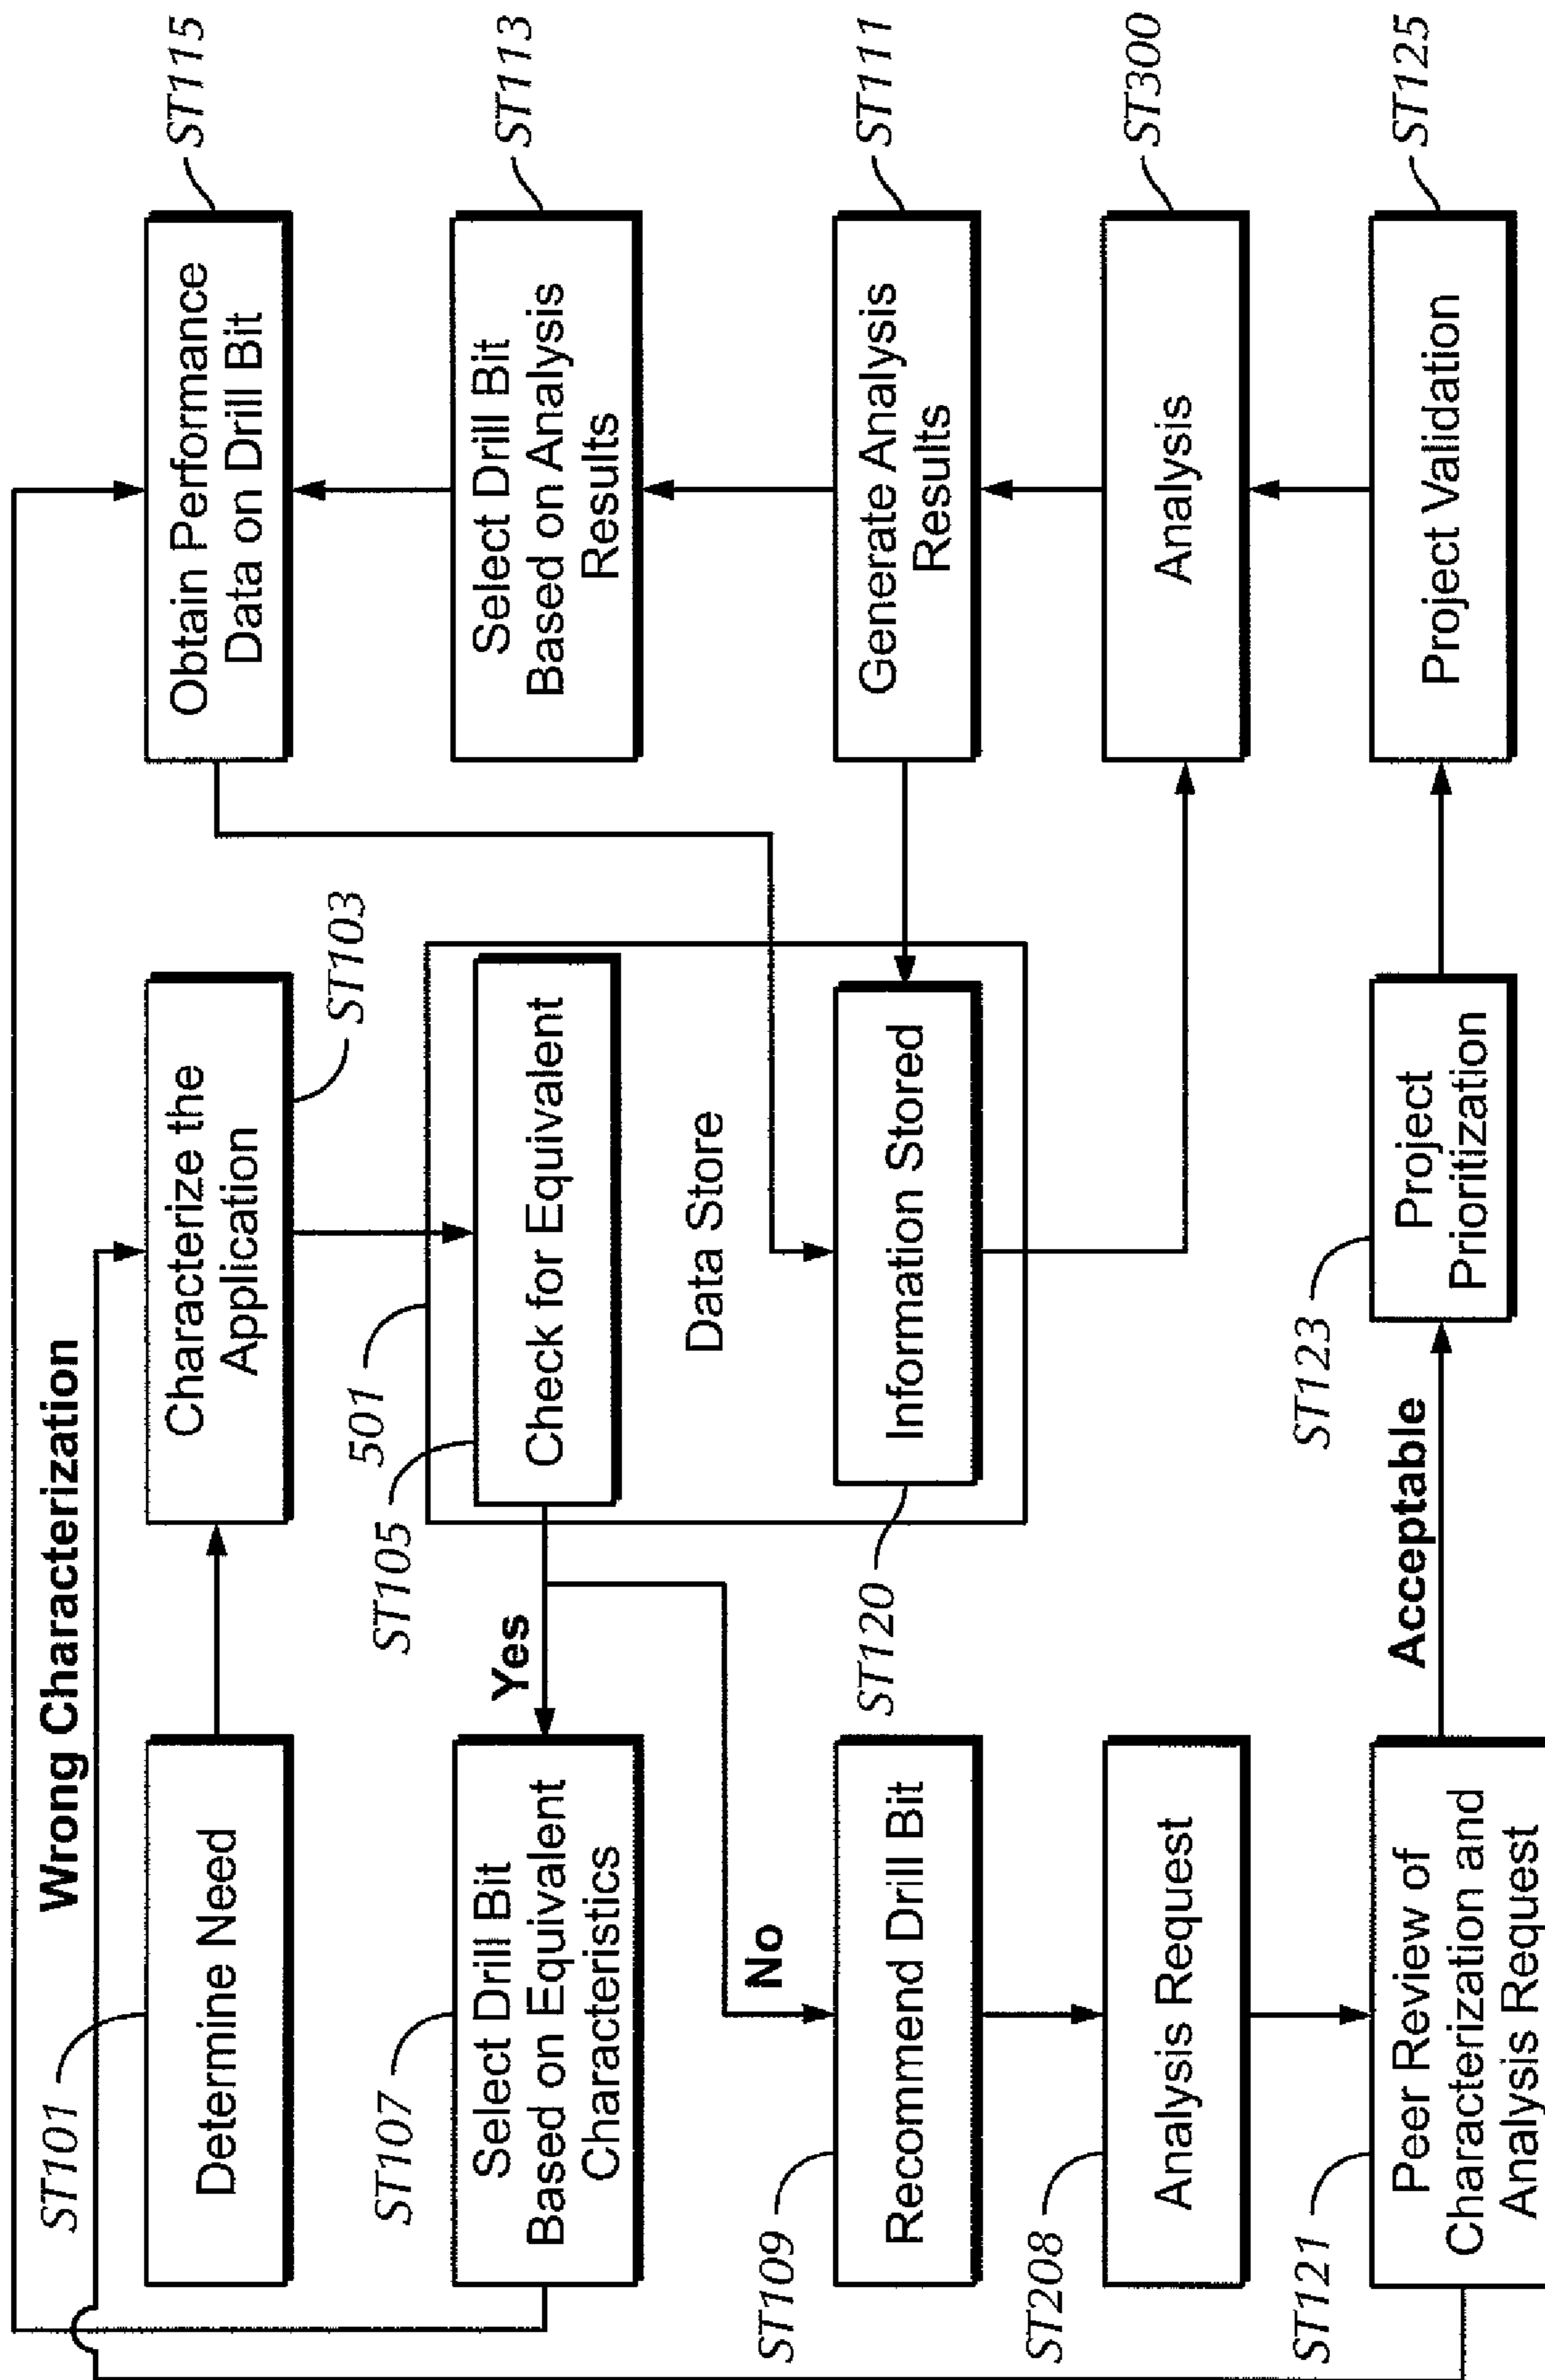 Wrong Characterization
ST101
Determine Need
Characterize the
Application
ST103
Obtain Performance
Data on Drill Bit
ST115
ST107
Select Drill Bit
Based on Equivalent
Characteristics
Yes
ST105
501
Check for Equivalent
Select Drill Bit
Based on Analysis
Results
ST113
Data Store
No
ST109
Recommend Drill Bit
ST120
Information Stored
Generate Analysis
Results
ST111
ST208
Analysis Request
Analysis
ST300
ST121
Peer Review of
Characterization and
Analysis Request
Acceptable
ST123
Project
Prioritization
Project Validation
ST125